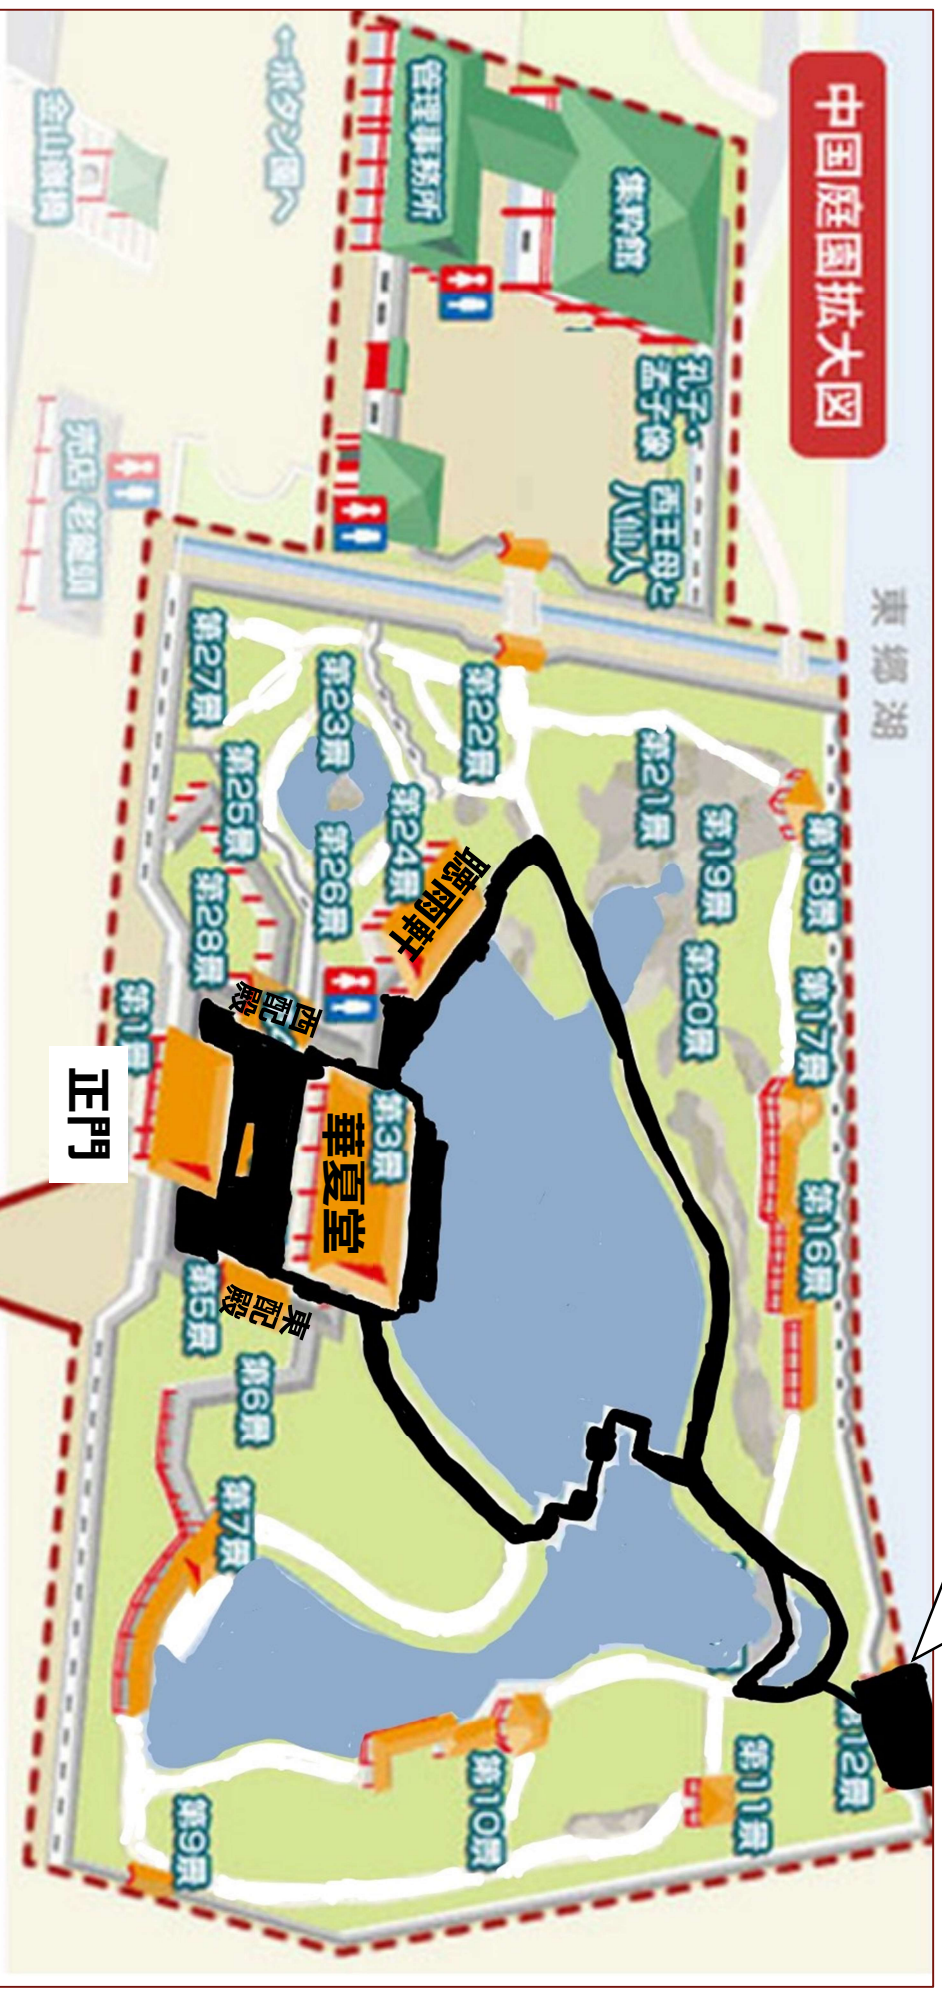 中国庭園拡大図
東郷湖
集粋館
管理事務所
←ボタン園へ
金山旗橋
孔子・
孟子像
西王母と
八仙人
売店 老龍頭
第27景
第23景
第22景
第21景
第18景
第25景
第24景
第19景
第26景
第28景
第20景
第17景
聴雨軒
西配
殿
第1景
第3景
華夏堂
正門
第16景
東
配
殿
第5景
第6景
第7景
第12景
第11景
第10景
第9景